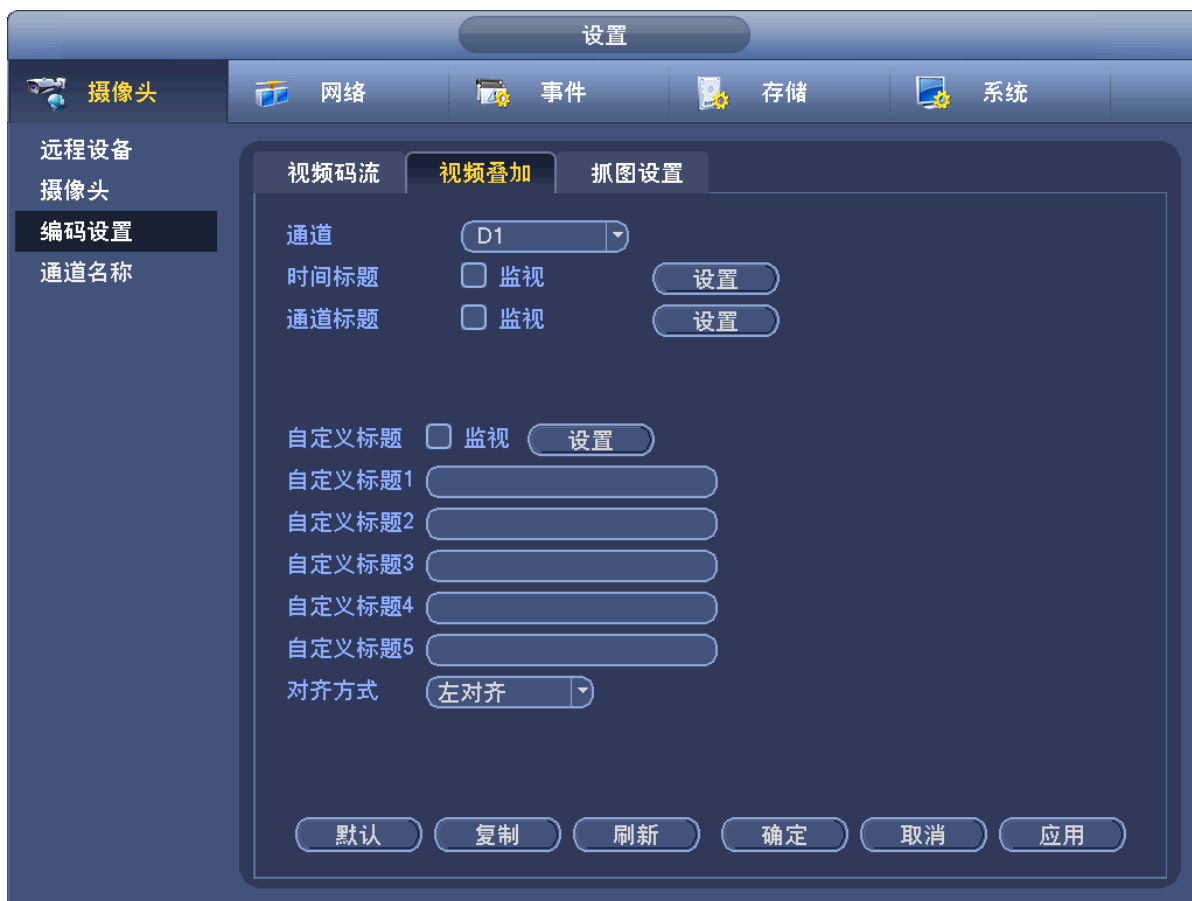 设置
摄像头 网络 事件 存储 系统
远程设备
摄像头
编码设置
通道名称
视频码流 视频叠加 抓图设置
通道 D1
时间标题 监视 设置
通道标题 监视 设置
自定义标题 监视 设置
自定义标题1
自定义标题2
自定义标题3
自定义标题4
自定义标题5
对齐方式 左对齐
默认 复制 刷新 确定 取消 应用